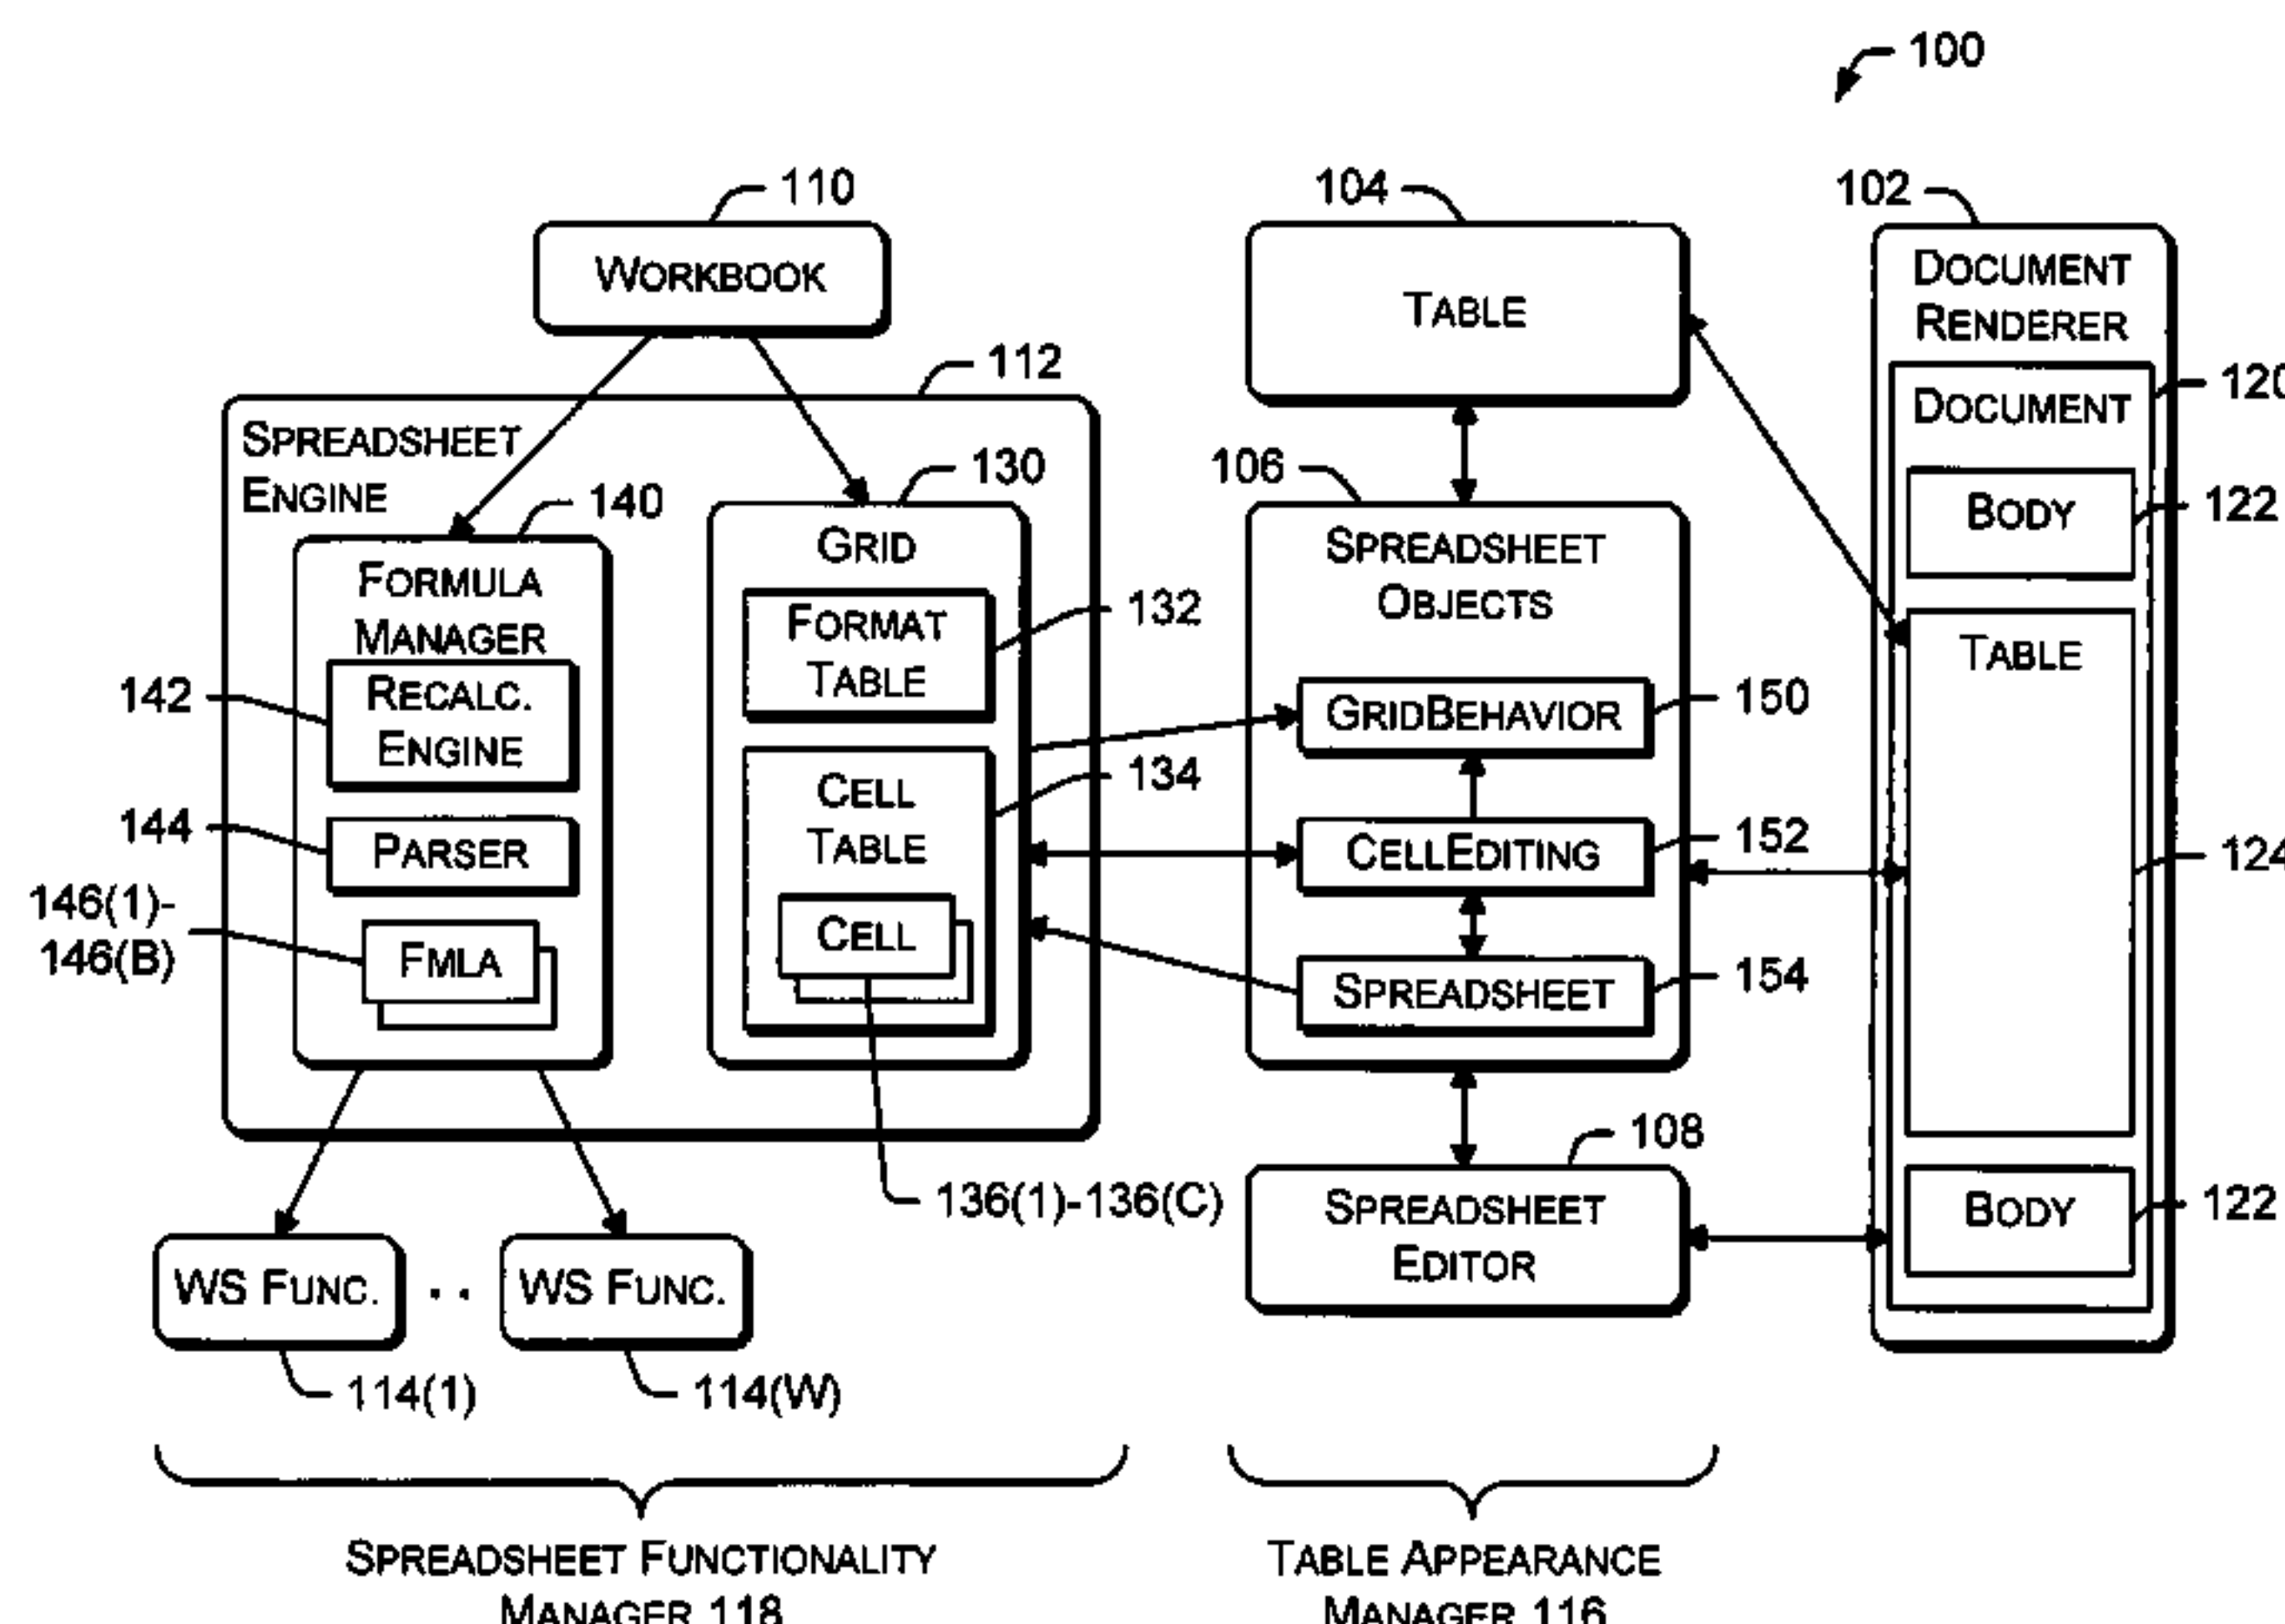 100
110
104
102
WORKBOOK
TABLE
DOCUMENT
RENDERER
112
120
SPREADSHEET
ENGINE
DOCUMENT
140
130
106
BODY
122
FORMULA
MANAGER
GRID
SPREADSHEET
OBJECTS
FORMAT
TABLE
132
TABLE
142
RECALC.
ENGINE
GRIDBEHAVIOR
150
CELL
TABLE
134
144
PARSER
CELLEDITING
152
124
146(1)-
146(B)
FMLA
CELL
SPREADSHEET
154
108
136(1)-136(C)
SPREADSHEET
EDITOR
BODY
122
WS FUNC.
. .
WS FUNC.
114(1)
114(W)
SPREADSHEET FUNCTIONALITY
MANAGER 118
TABLE APPEARANCE
MANAGER 116